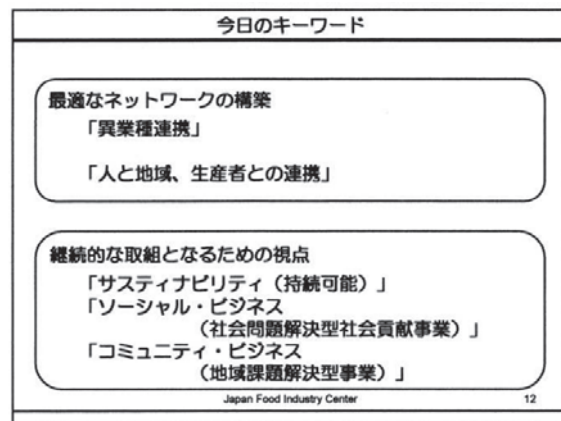 今日のキーワード
最適なネットワークの構築
「異業種連携」
「人と地域、生産者との連携」
継続的な取組となるための視点
「サスティナビリティ（持続可能）」
「ソーシャル・ビジネス
（社会問題解決型社会貢献事業）」
「コミュニティ・ビジネス
（地域課題解決型事業）」
Japan Food Industry Center 12